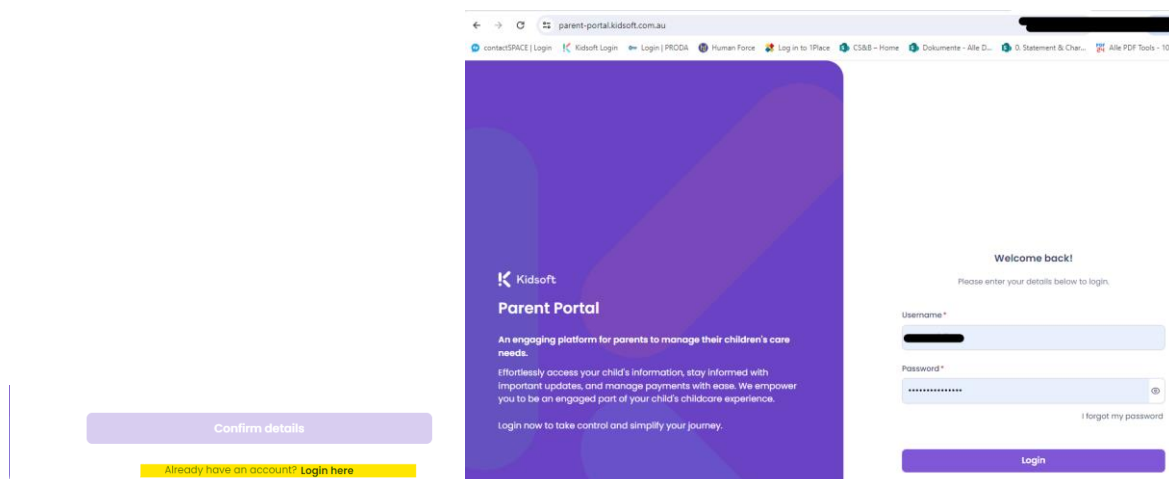 Confirm details
Already have an account? Login here
parent-portal.kidsoft.com.au
contactSPACE | Login Kidsoft Login Login | PRODA Human Force Log in to 1Place CS&B – Home Dokumente - Alle D... 0. Statement & Char... Alle PDF Tools – 10
Kidsoft
Parent Portal
An engaging platform for parents to manage their children's care
needs.
Effortlessly access your child's information, stay informed with
important updates, and manage payments with ease. We empower
you to be an engaged part of your child's childcare experience.
Login now to take control and simplify your journey.
Welcome back!
Please enter your details below to login.
Username *
Password *
I forgot my password
Login